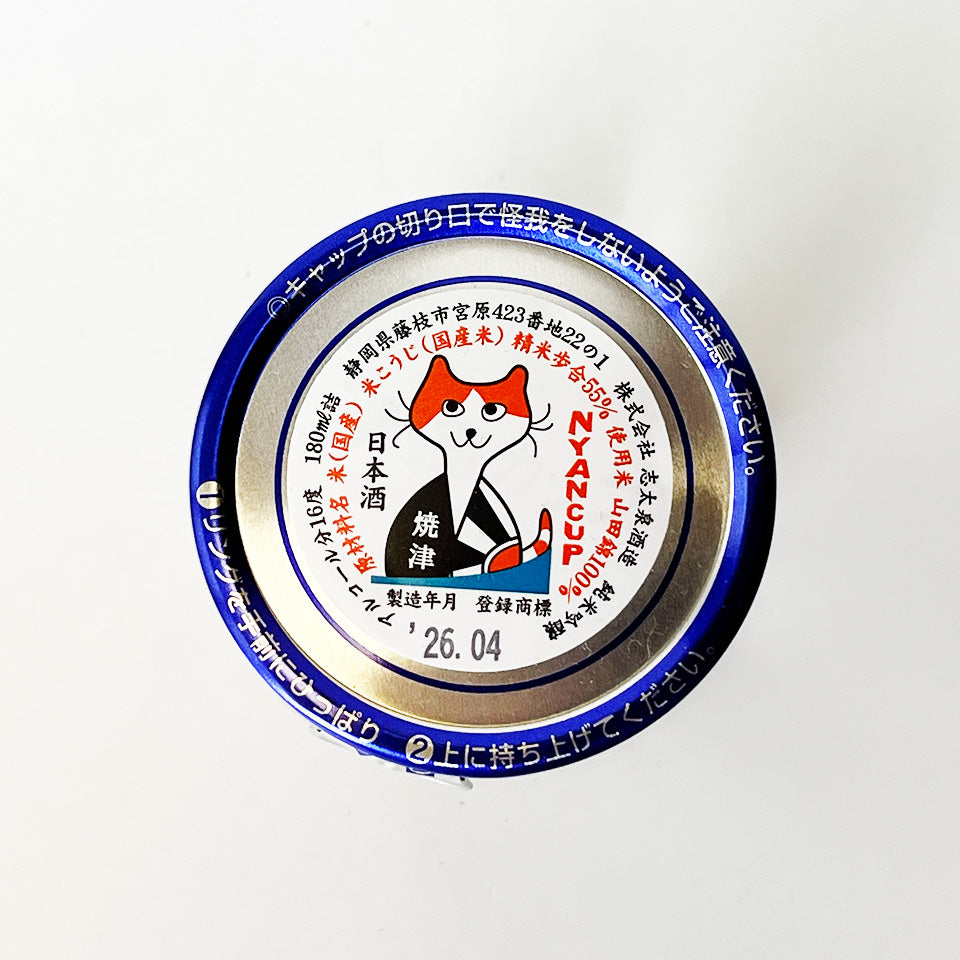 ◎キャップの切り口で怪我をしないよう ご注意ください。
①リングを手前にひっぱり ②上に持ち上げてください。
アルコール分16度 180ml詰 静岡県藤枝市宮原423番地22の1 株式会社 志太泉酒造 純米吟醸
原材料名 米(国産) 米こうじ(国産米) 精米歩合55% 使用米 山田錦100%
日本酒
NYANCUP
焼津
製造年月 登録商標
'26.04